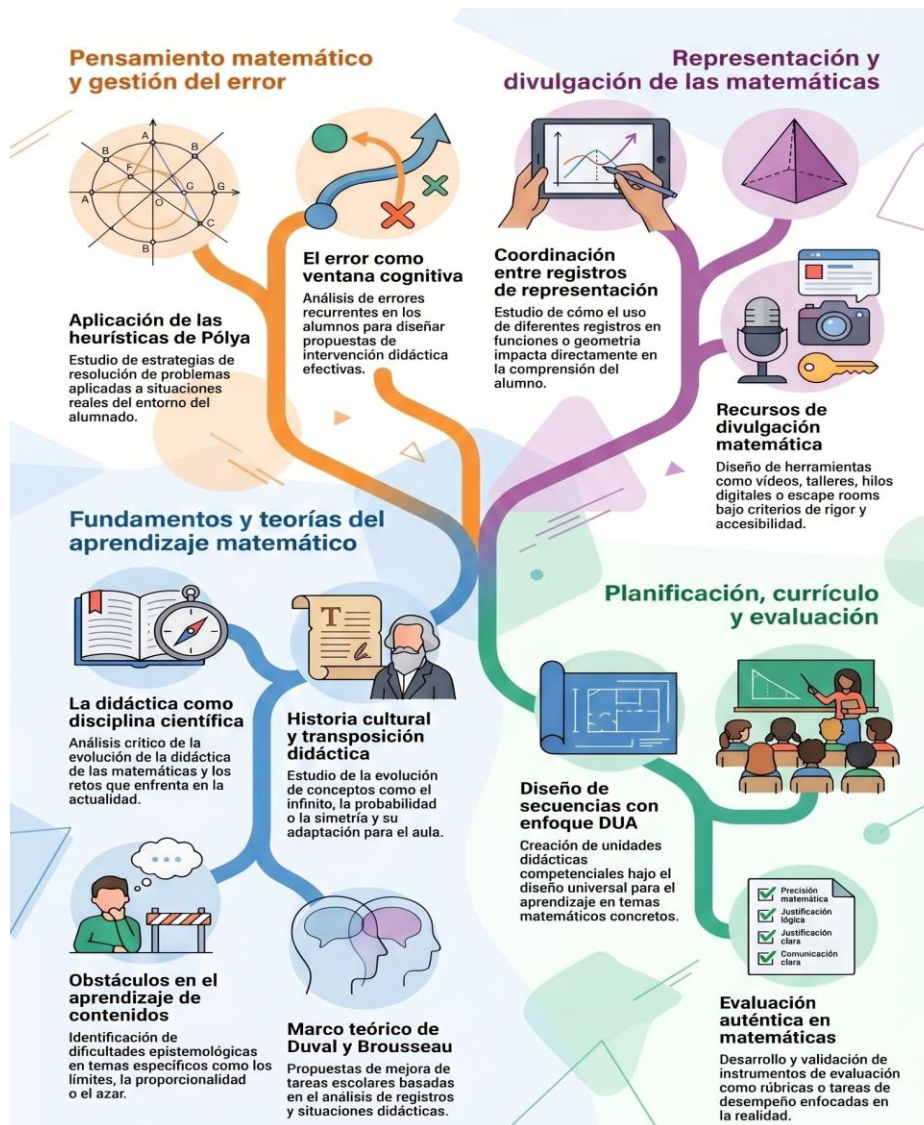 Pensamiento matemático
y gestión del error
A
B
B
F
A
O
G
G
C
B
Aplicación de las
heurísticas de Pólya
Estudio de estrategias de
resolución de problemas
aplicadas a situaciones
reales del entorno del
alumnado.
El error como
ventana cognitiva
Análisis de errores
recurrentes en los
alumnos para diseñar
propuestas de
intervención didáctica
efectivas.
Representación y
divulgación de las matemáticas
Coordinación
entre registros
de representación
Estudio de cómo el uso
de diferentes registros en
funciones o geometria
impacta directamente en
la comprensión del
alumno.
Recursos de
divulgación
matemática
Diseño de herramientas
como vídeos, talleres, hilos
digitales o escape rooms
bajo criterios de rigor y
accesibilidad.
Fundamentos y teorías del
aprendizaje matemático
La didáctica como
disciplina científica
Análisis crítico de la
evolución de la didáctica
de las matemáticas y los
retos que enfrenta en la
actualidad.
T
Historia cultural
y transposición
didáctica
Estudio de la evolución
de conceptos como el
infinito, la probabilidad
o la simetría y su
adaptación para el aula.
Obstáculos en el
aprendizaje de
contenidos
Identificación de
dificultades epistemológicas
en temas específicos como los
límites, la proporcionalidad
o el azar.
Marco teórico de
Duval y Brousseau
Propuestas de mejora de
tareas escolares basadas
en el análisis de registros
y situaciones didácticas.
Planificación, currículo
y evaluación
Diseño de
secuencias con
enfoque DUA
Creación de unidades
didácticas
competenciales hajo el
diseño universal para el
aprendizaje en temas
matemáticos concretos.
Precisión
matemática
Justificación
lógica
Justificación
clara
Comunicación
clara
Evaluación
auténtica en
matemáticas
Desarrollo y validación de
instrumentos de evaluación
como rúbricas o tareas de
desempeño enfocadas en
la realidad.